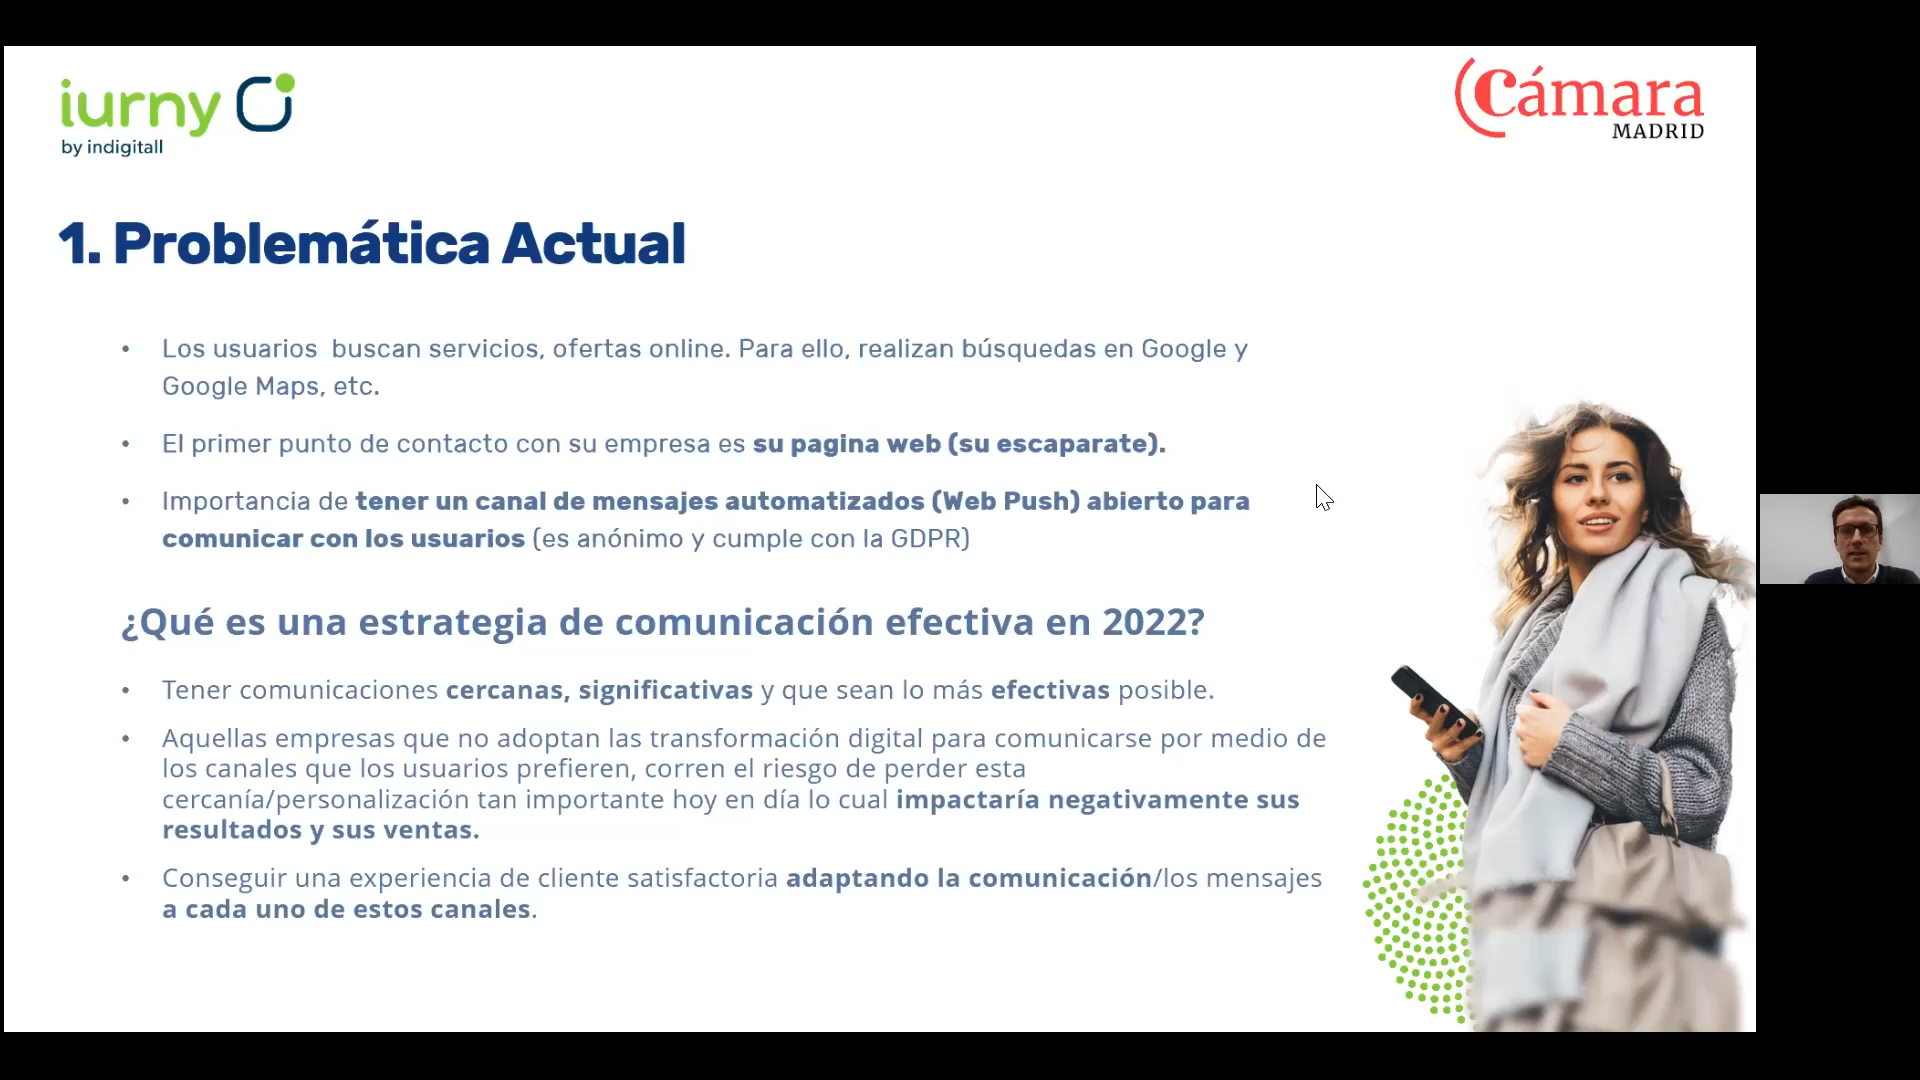 iurny
by indigitall
Cámara
MADRID
1. Problemática Actual
• Los usuarios  buscan servicios, ofertas online. Para ello, realizan búsquedas en Google y
Google Maps, etc.
• El primer punto de contacto con su empresa es su pagina web (su escaparate).
• Importancia de tener un canal de mensajes automatizados (Web Push) abierto para
comunicar con los usuarios (es anónimo y cumple con la GDPR)
¿Qué es una estrategia de comunicación efectiva en 2022?
• Tener comunicaciones cercanas, significativas y que sean lo más efectivas posible.
• Aquellas empresas que no adoptan las transformación digital para comunicarse por medio de
los canales que los usuarios prefieren, corren el riesgo de perder esta
cercanía/personalización tan importante hoy en día lo cual impactaría negativamente sus
resultados y sus ventas.
• Conseguir una experiencia de cliente satisfactoria adaptando la comunicación/los mensajes
a cada uno de estos canales.